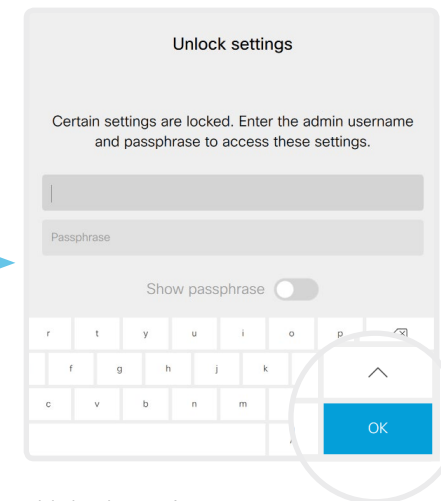 Unlock settings
Certain settings are locked. Enter the admin username
and passphrase to access these settings.
Passphrase
Show passphrase
r t y u i o p
f g h j k
c v b n m
OK